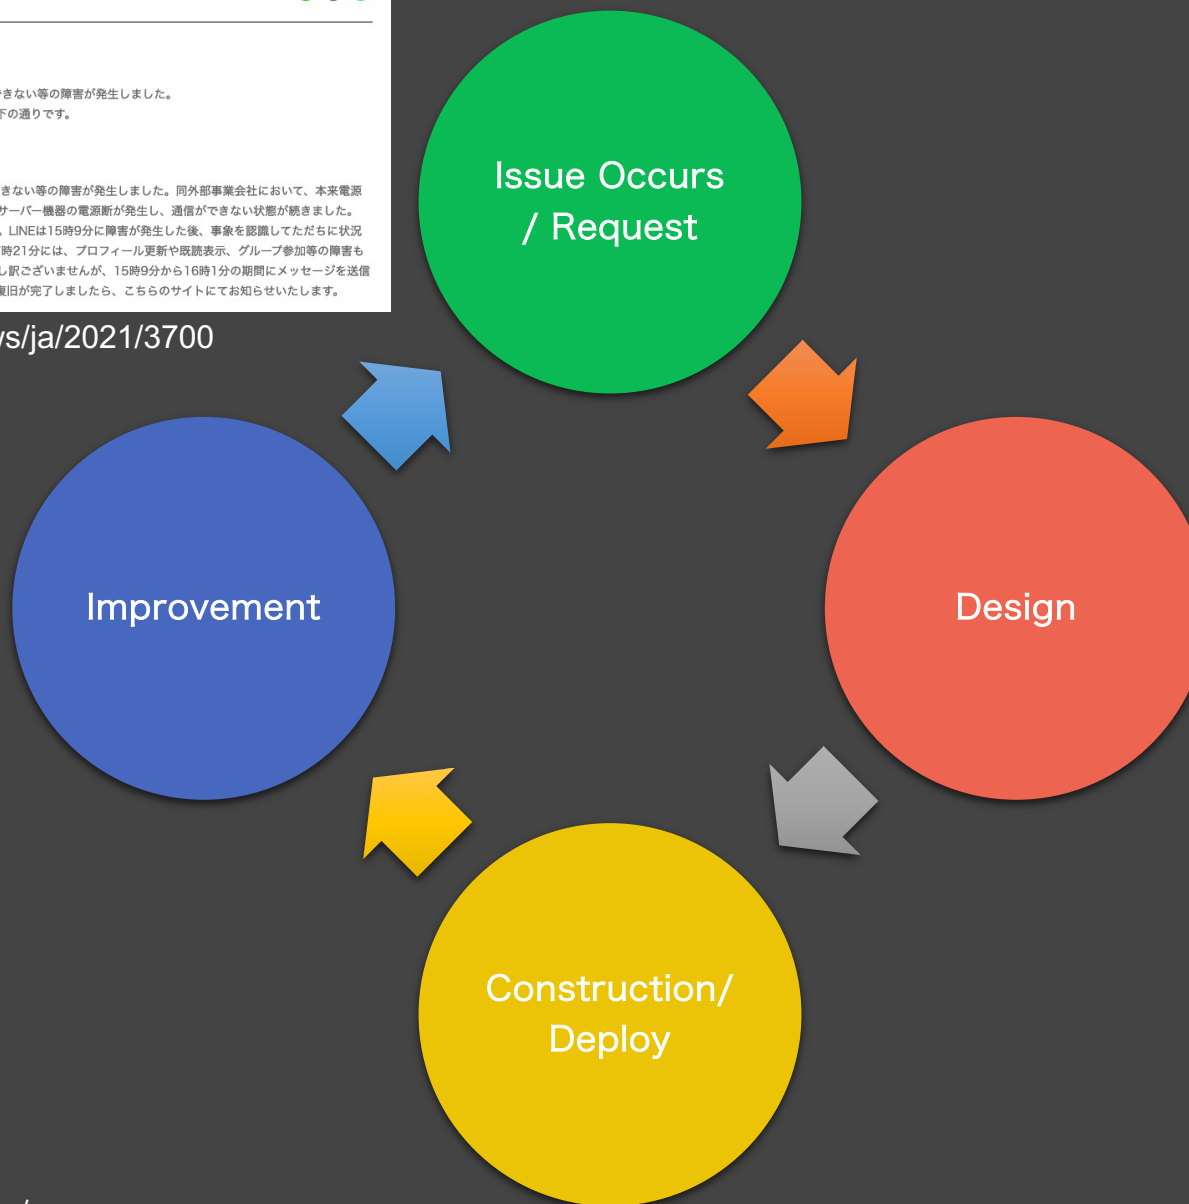 できない等の障害が発生しました。
下の通りです。
きない等の障害が発生しました。同外部事業会社において、本来電源
サーバー機器の電源断が発生し、通信ができない状態が続きました。
。LINEは15時9分に障害が発生した後、事象を認識してただちに状況
時21分には、プロフィール更新や既読表示、グループ参加等の障害も
し訳ございませんが、15時9分から16時1分の期間にメッセージを送信
復旧が完了しましたら、こちらのサイトにてお知らせいたします。
s/ja/2021/3700
Issue Occurs
/ Request
Improvement
Design
Construction/
Deploy